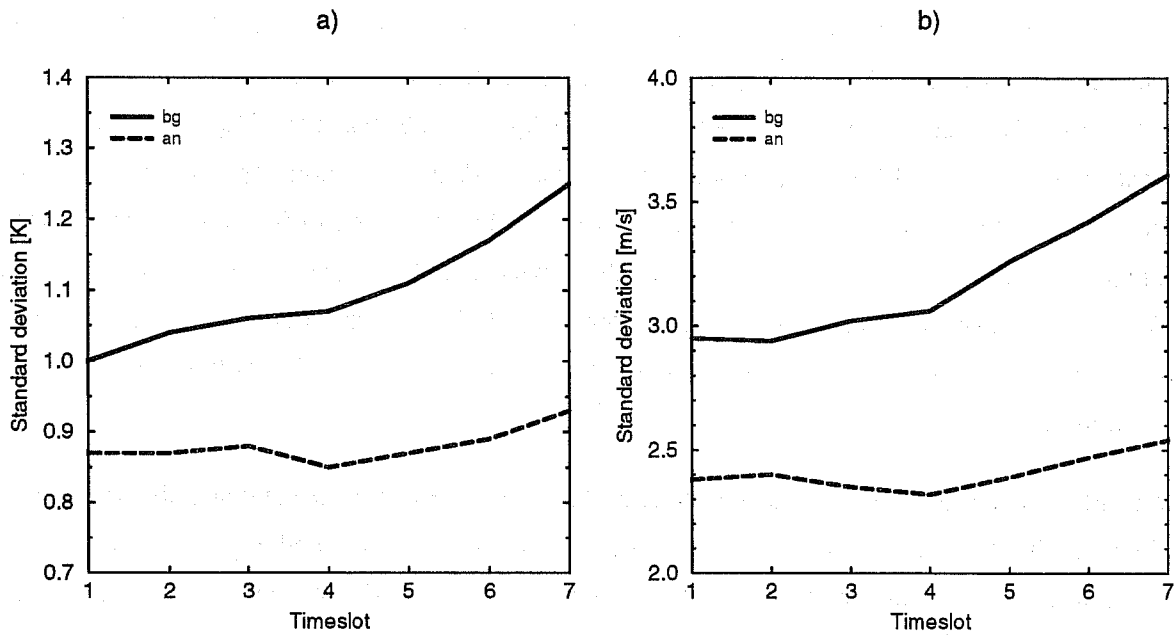 a)
Standard deviation [K]
1.4
1.3
1.2
1.1
1.0
0.9
0.8
0.7
bg
an
1 2 3 4 5 6 7
Timeslot
b)
Standard deviation [m/s]
4.0
3.5
3.0
2.5
2.0
bg
an
1 2 3 4 5 6 7
Timeslot